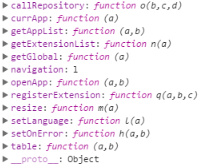 ▶ callRepository: function o(b,c,d)
▶ currApp: function (a)
▶ getAppList: function (a,b)
▶ getExtensionList: function n(a)
▶ getGlobal: function (a)
▶ navigation: l
▶ openApp: function (a,b)
▶ registerExtension: function q(a,b,c)
▶ resize: function m(a)
▶ setLanguage: function L(a)
▶ setOnError: function h(a,b)
▶ table: function (a,b)
▶ __proto__: Object